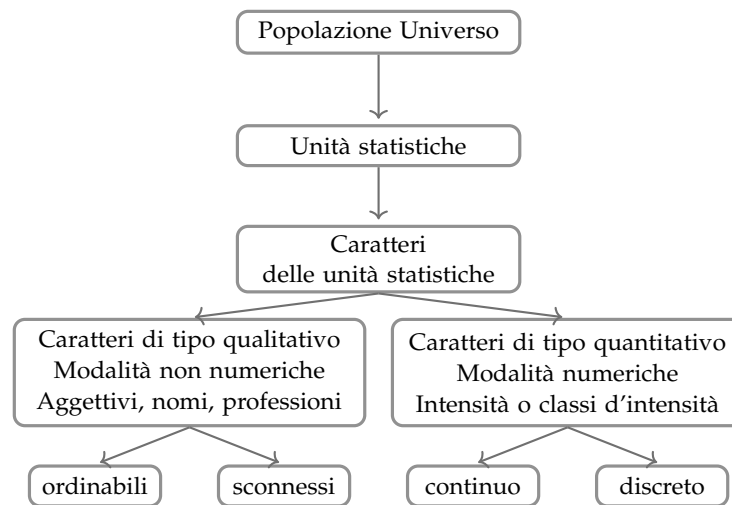 Popolazione Universo
Unità statistiche
Caratteri
delle unità statistiche
Caratteri di tipo qualitativo
Modalità non numeriche
Aggettivi, nomi, professioni
Caratteri di tipo quantitativo
Modalità numeriche
Intensità o classi d'intensità
ordinabili
sconnessi
continuo
discreto